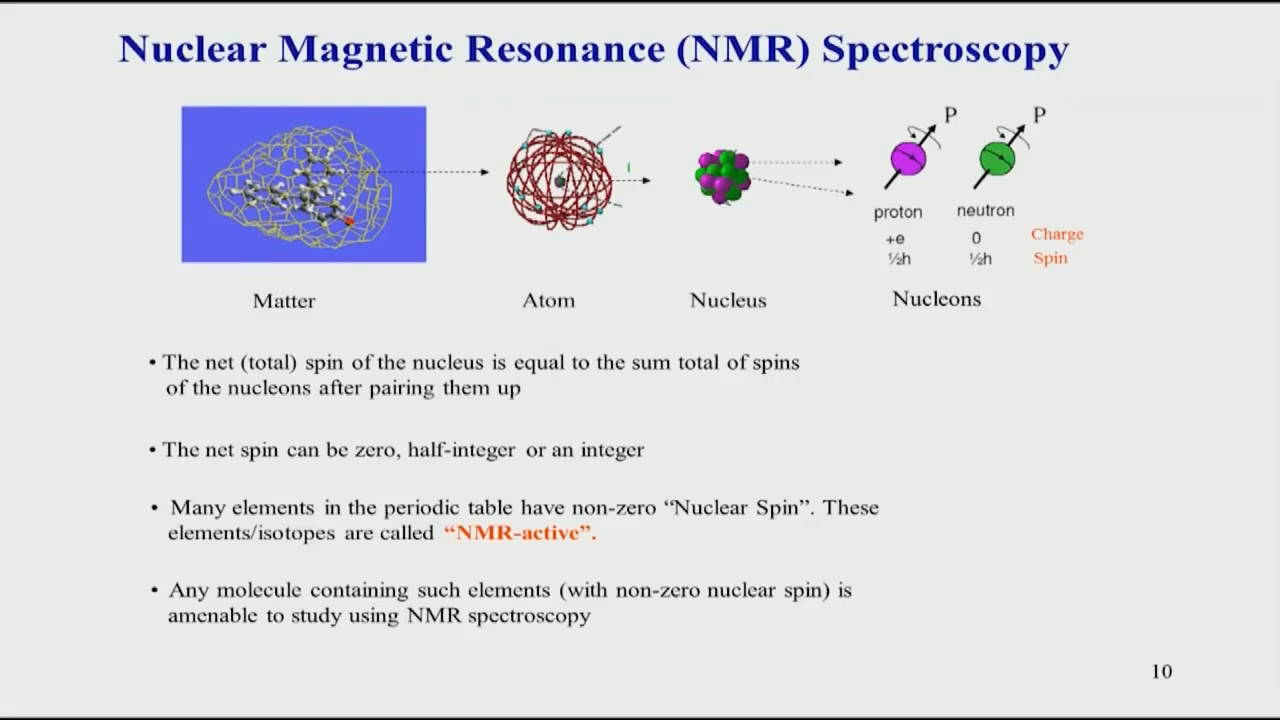 Nuclear Magnetic Resonance (NMR) Spectroscopy
P P
proton neutron
+e 0 Charge
½h ½h Spin
Matter Atom Nucleus Nucleons
• The net (total) spin of the nucleus is equal to the sum total of spins
of the nucleons after pairing them up
• The net spin can be zero, half-integer or an integer
• Many elements in the periodic table have non-zero “Nuclear Spin”. These
elements/isotopes are called “NMR-active”.
• Any molecule containing such elements (with non-zero nuclear spin) is
amenable to study using NMR spectroscopy
10